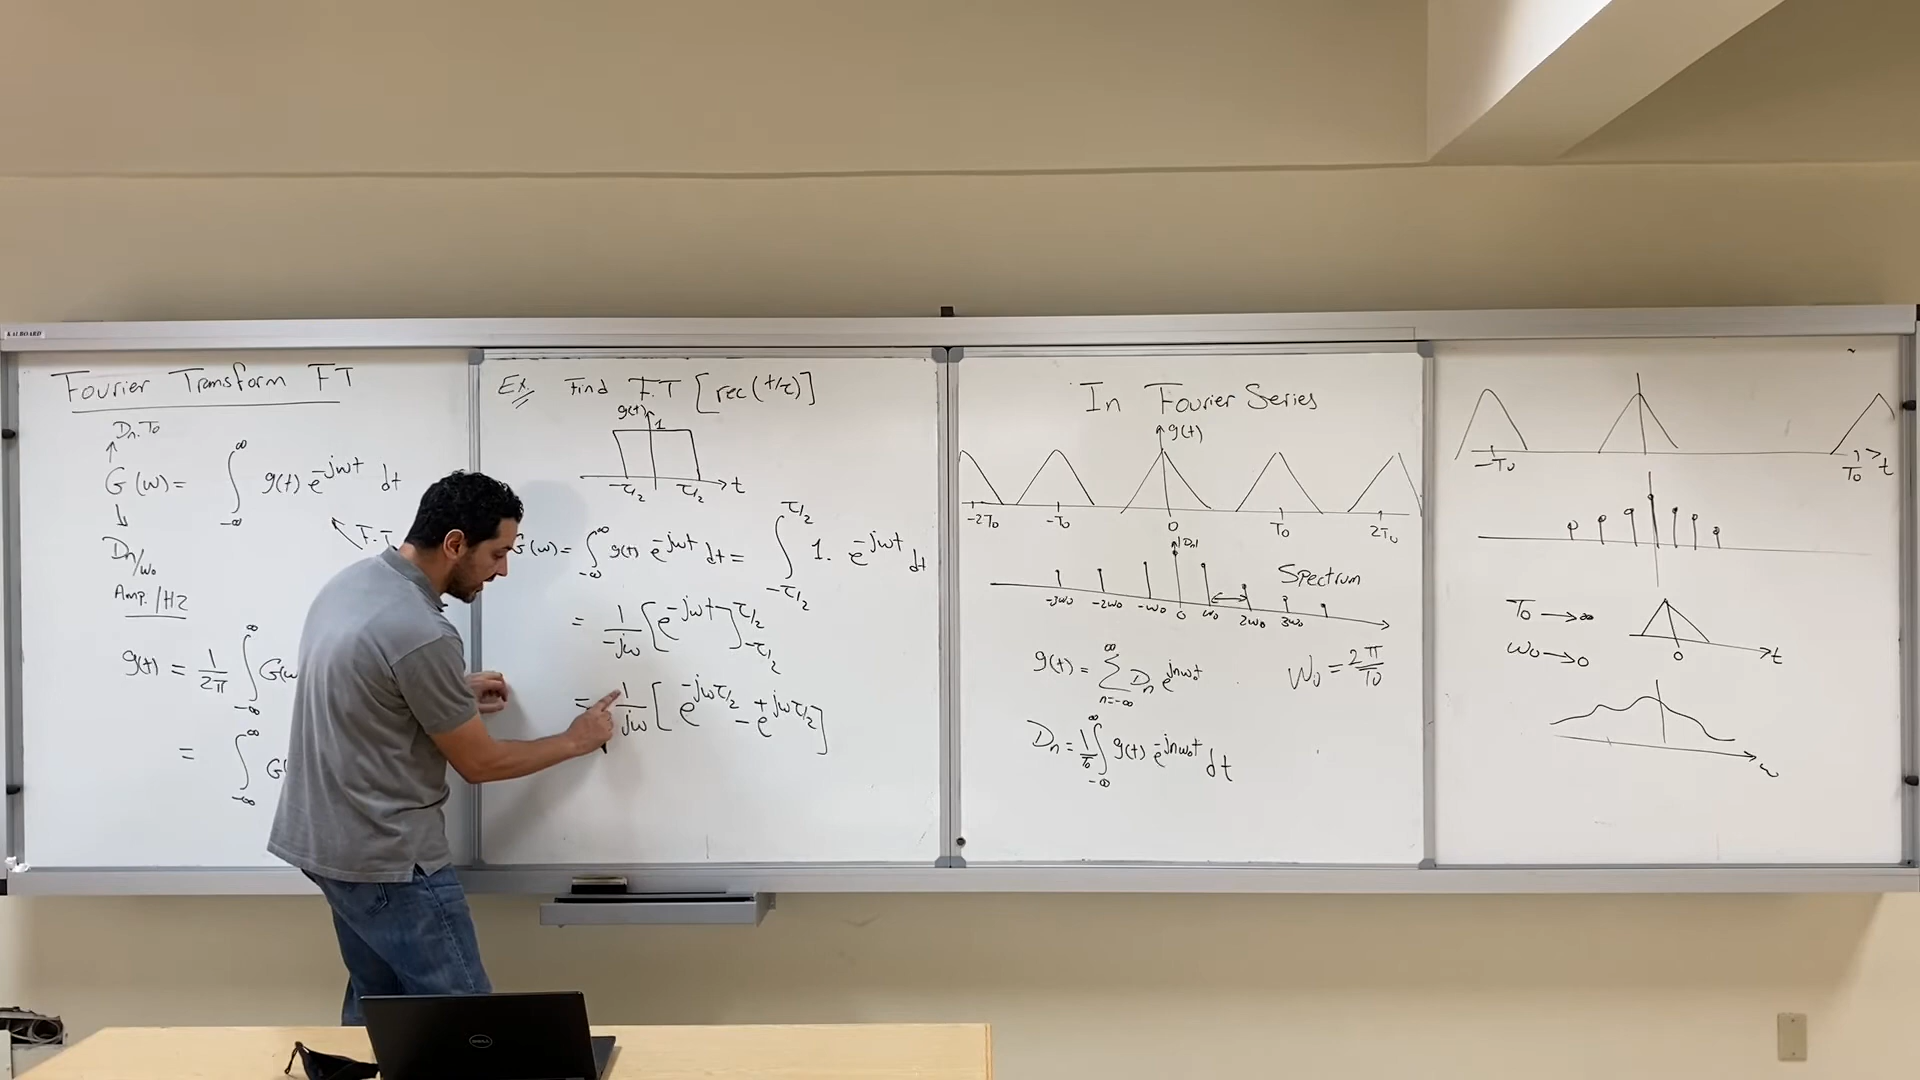 KALBOARD
Fourier Transform FT
Dn.To
↑
G(w) = ∫_{-∞}^{∞} g(t) e^{-jwt} dt
↓
Dn/wo
Amp./HZ
F.T
g(t) = 1/2π ∫_{-∞}^{∞} G(w
= ∫_{-∞}^{∞} G(
Ex. Find F.T [rec(t/τ)]
g(t)
1
-τ/2 τ/2 t
G(w) = ∫_{-∞}^{∞} g(t) e^{-jwt} dt = ∫_{-τ/2}^{τ/2} 1. e^{-jwt} dt
= 1/-jw [e^{-jwt}]_{-τ/2}^{τ/2}
= 1/jw [e^{-jwτ/2} - e^{+jwτ/2}]
In Fourier Series
g(t)
-2To -To 0 To 2To
|Dn|
Spectrum
-3wo -2wo -wo 0 wo 2wo 3wo
g(t) = ∑_{n=-∞}^{∞} Dn e^{jnwot}
Wo = 2π/To
Dn = 1/To ∫_{-∞}^{∞} g(t) e^{-jnwot} dt
-To To t
To → ∞
wo → 0
0 t
w
DELL